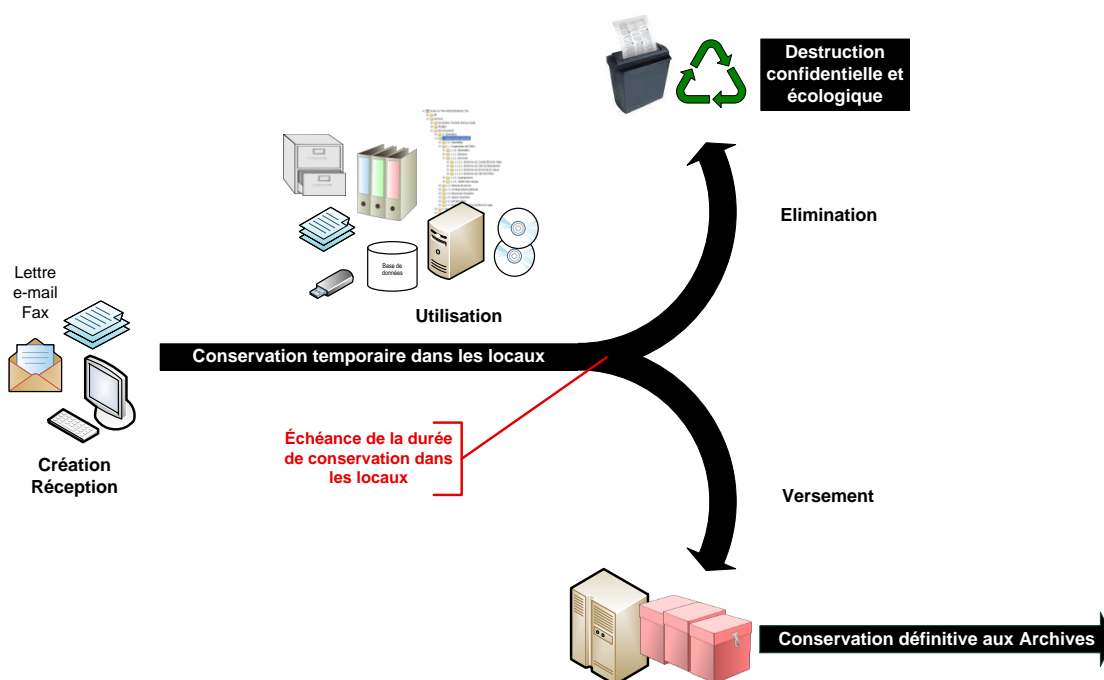 Destruction
confidentielle et
écologique
Elimination
Base de
données
Utilisation
Lettre
e-mail
Fax
Création
Réception
Conservation temporaire dans les locaux
Échéance de la durée
de conservation dans
les locaux
Versement
Conservation définitive aux Archives